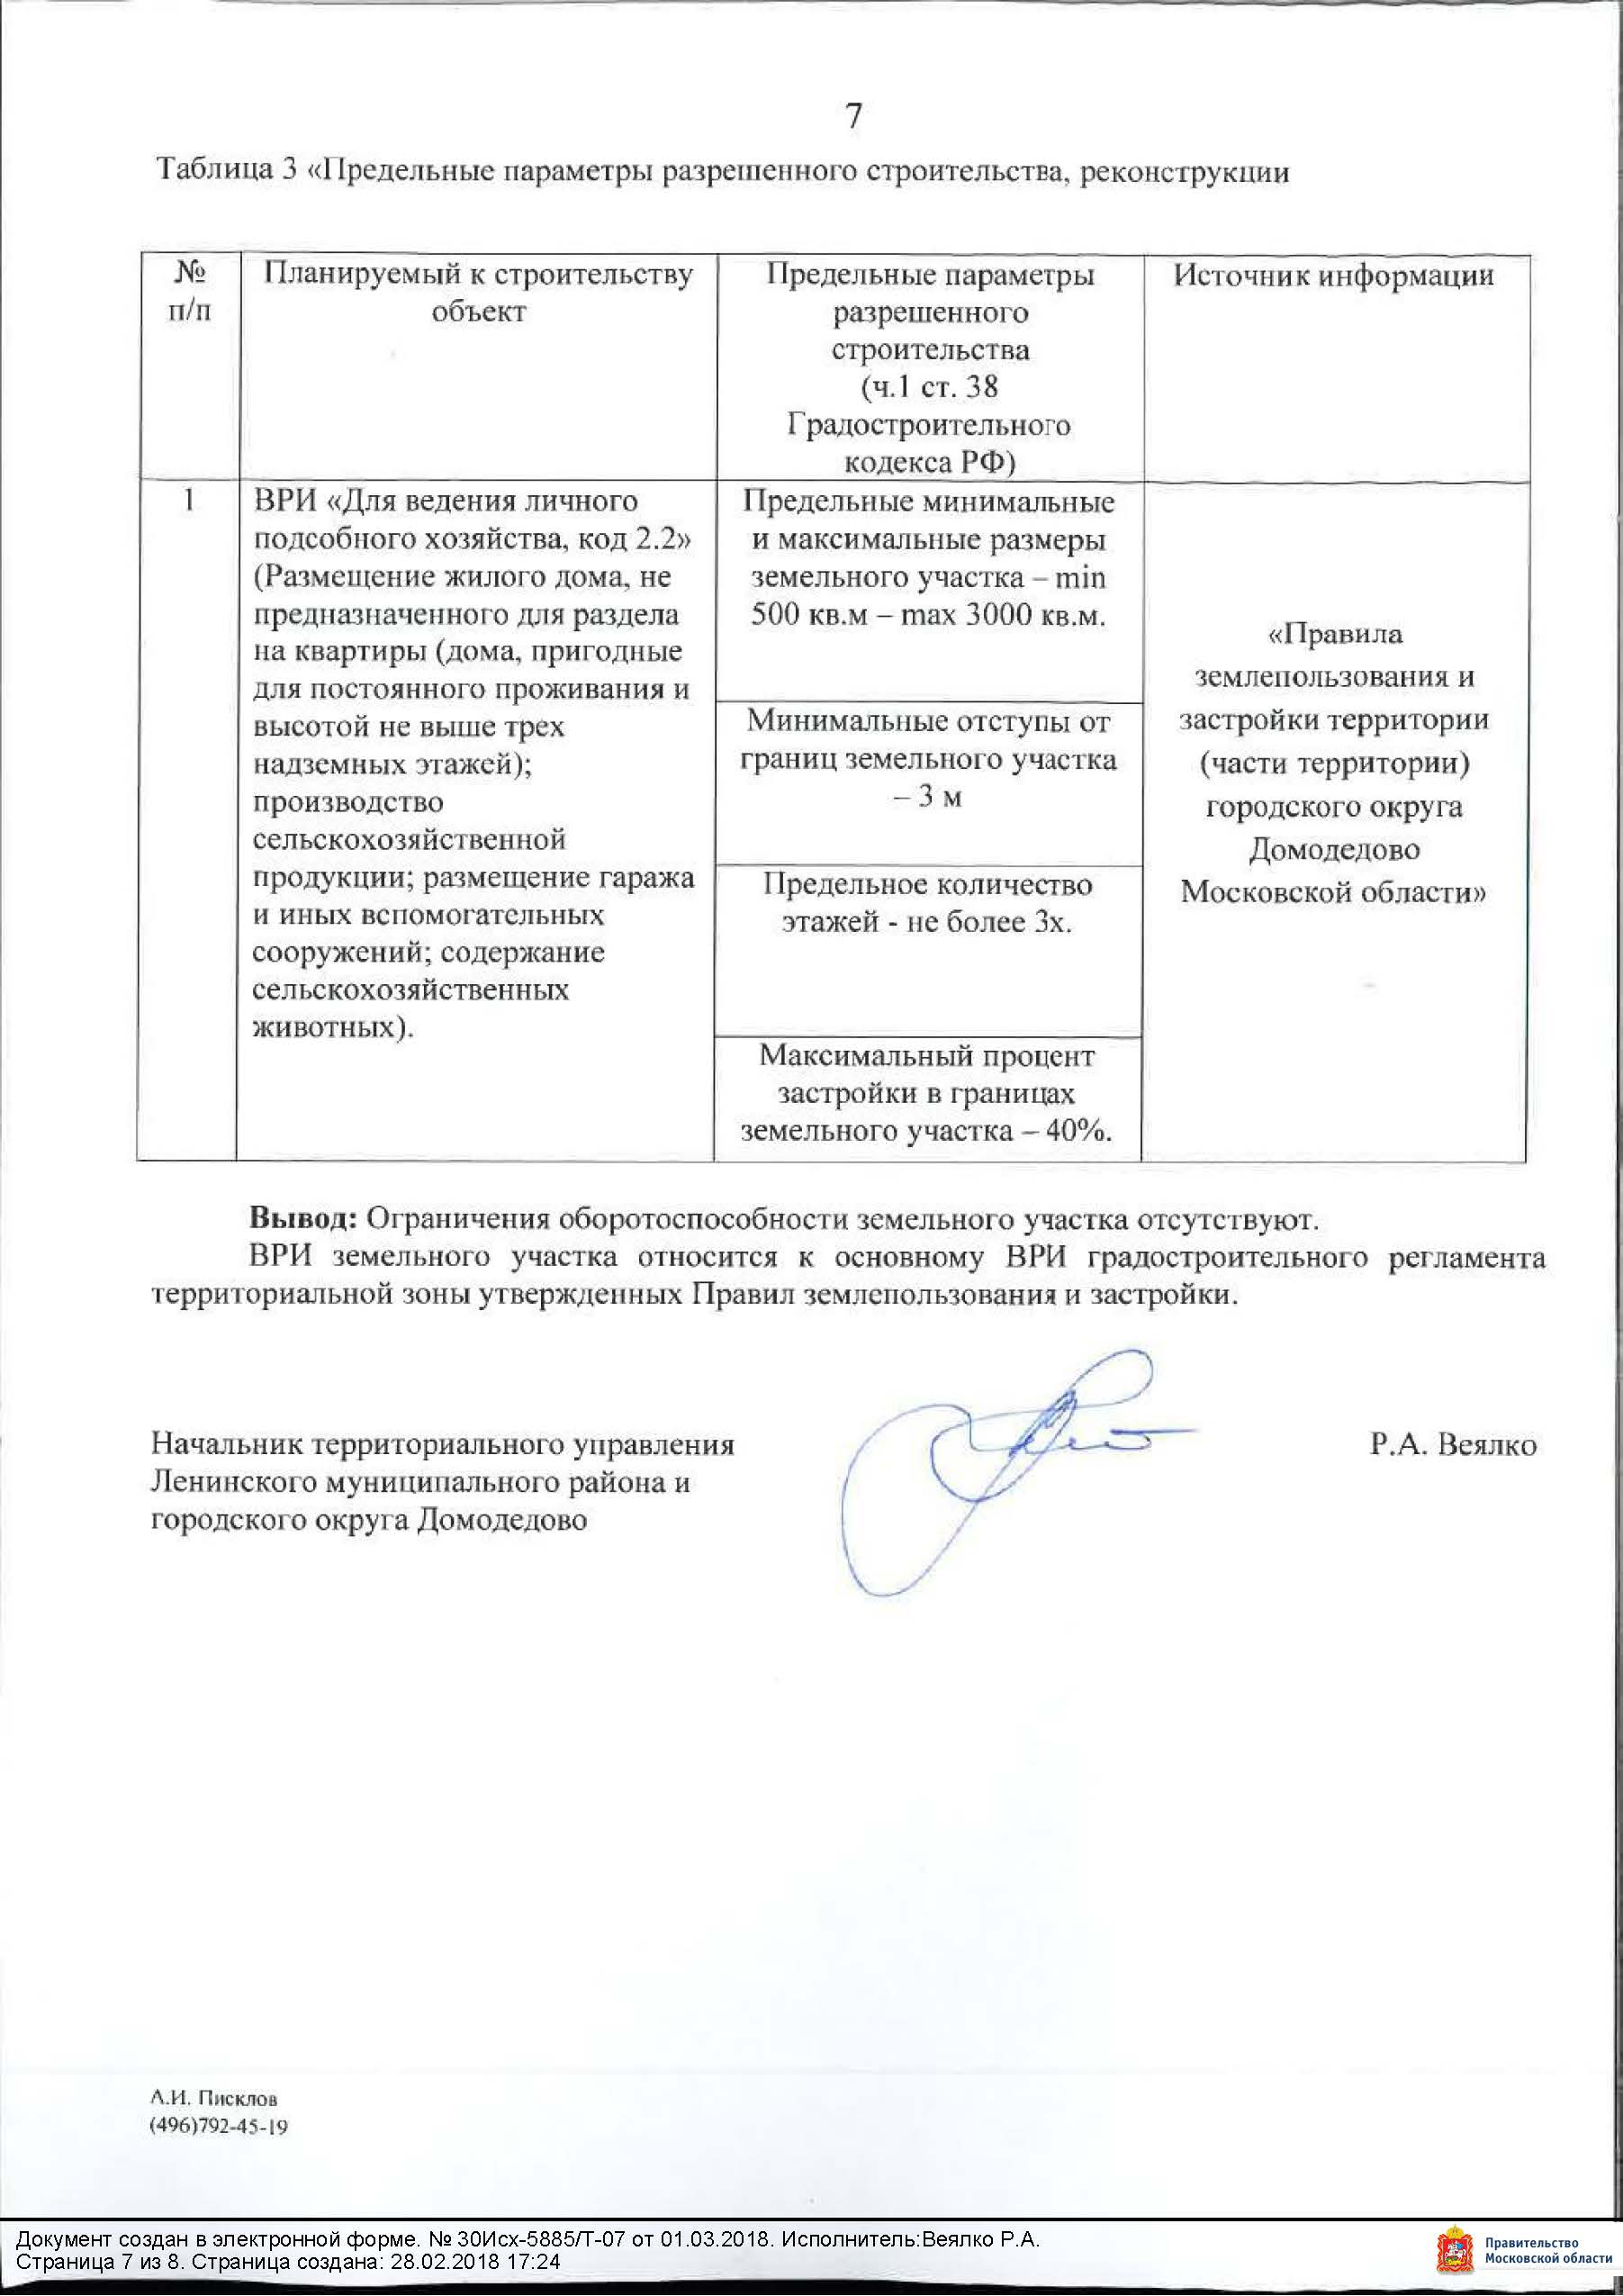 7
Таблица 3 «Предельные параметры разрешенного строительства, реконструкции
№
п/п
Планируемый к строительству
объект
Предельные параметры
разрешенного
строительства
(ч.1 ст. 38
Градостроительного
кодекса РФ)
Источник информации
1
ВРИ «Для ведения личного
подсобного хозяйства, код 2.2»
(Размещение жилого дома, не
предназначенного для раздела
на квартиры (дома, пригодные
для постоянного проживания и
высотой не выше трех
надземных этажей);
производство
сельскохозяйственной
продукции; размещение гаража
и иных вспомогательных
сооружений; содержание
сельскохозяйственных
животных).
Предельные минимальные
и максимальные размеры
земельного участка – min
500 кв.м – max 3000 кв.м.
Минимальные отступы от
границ земельного участка
– 3 м
Предельное количество
этажей - не более 3х.
Максимальный процент
застройки в границах
земельного участка – 40%.
«Правила
землепользования и
застройки территории
(части территории)
городского округа
Домодедово
Московской области»
Вывод: Ограничения оборотоспособности земельного участка отсутствуют.
ВРИ земельного участка относится к основному ВРИ градостроительного регламента
территориальной зоны утвержденных Правил землепользования и застройки.
Начальник территориального управления
Ленинского муниципального района и
городского округа Домодедово
Р.А. Веялко
А.И. Писклов
(496)792-45-19
Документ создан в электронной форме. № 30Исх-5885/Т-07 от 01.03.2018. Исполнитель:Веялко Р.А.
Страница 7 из 8. Страница создана: 28.02.2018 17:24
Правительство
Московской области